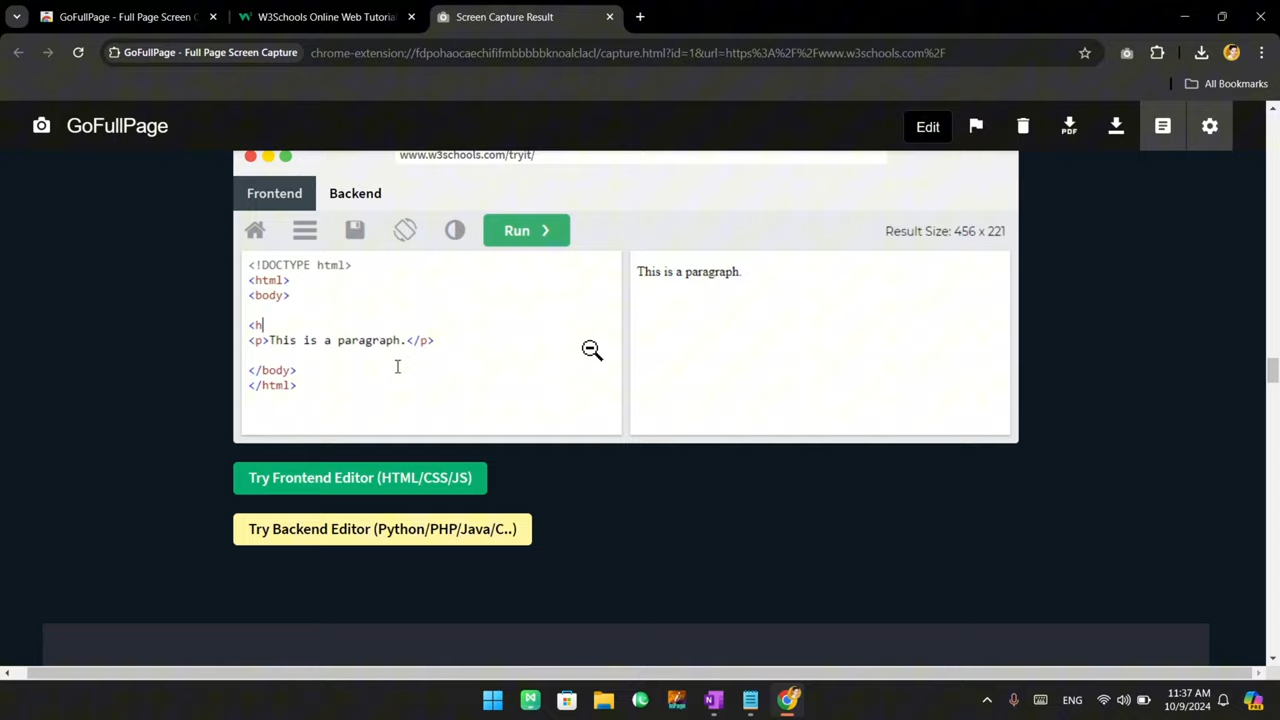 GoFullPage - Full Page Screen C
W3Schools Online Web Tutorial
Screen Capture Result
GoFullPage - Full Page Screen Capture
chrome-extension://fdpohaocaechififmbbbbbknoalclacl/capture.html?id=1&url=https%3A%2F%2Fwww.w3schools.com%2F
All Bookmarks
GoFullPage
Edit
PDF
www.w3schools.com/tryit/
Frontend
Backend
Run
Result Size: 456 x 221
<!DOCTYPE html>
<html>
<body>
<h
<p>This is a paragraph.</p>
</body>
</html>
This is a paragraph.
Try Frontend Editor (HTML/CSS/JS)
Try Backend Editor (Python/PHP/Java/C..)
ENG
11:37 AM
10/9/2024